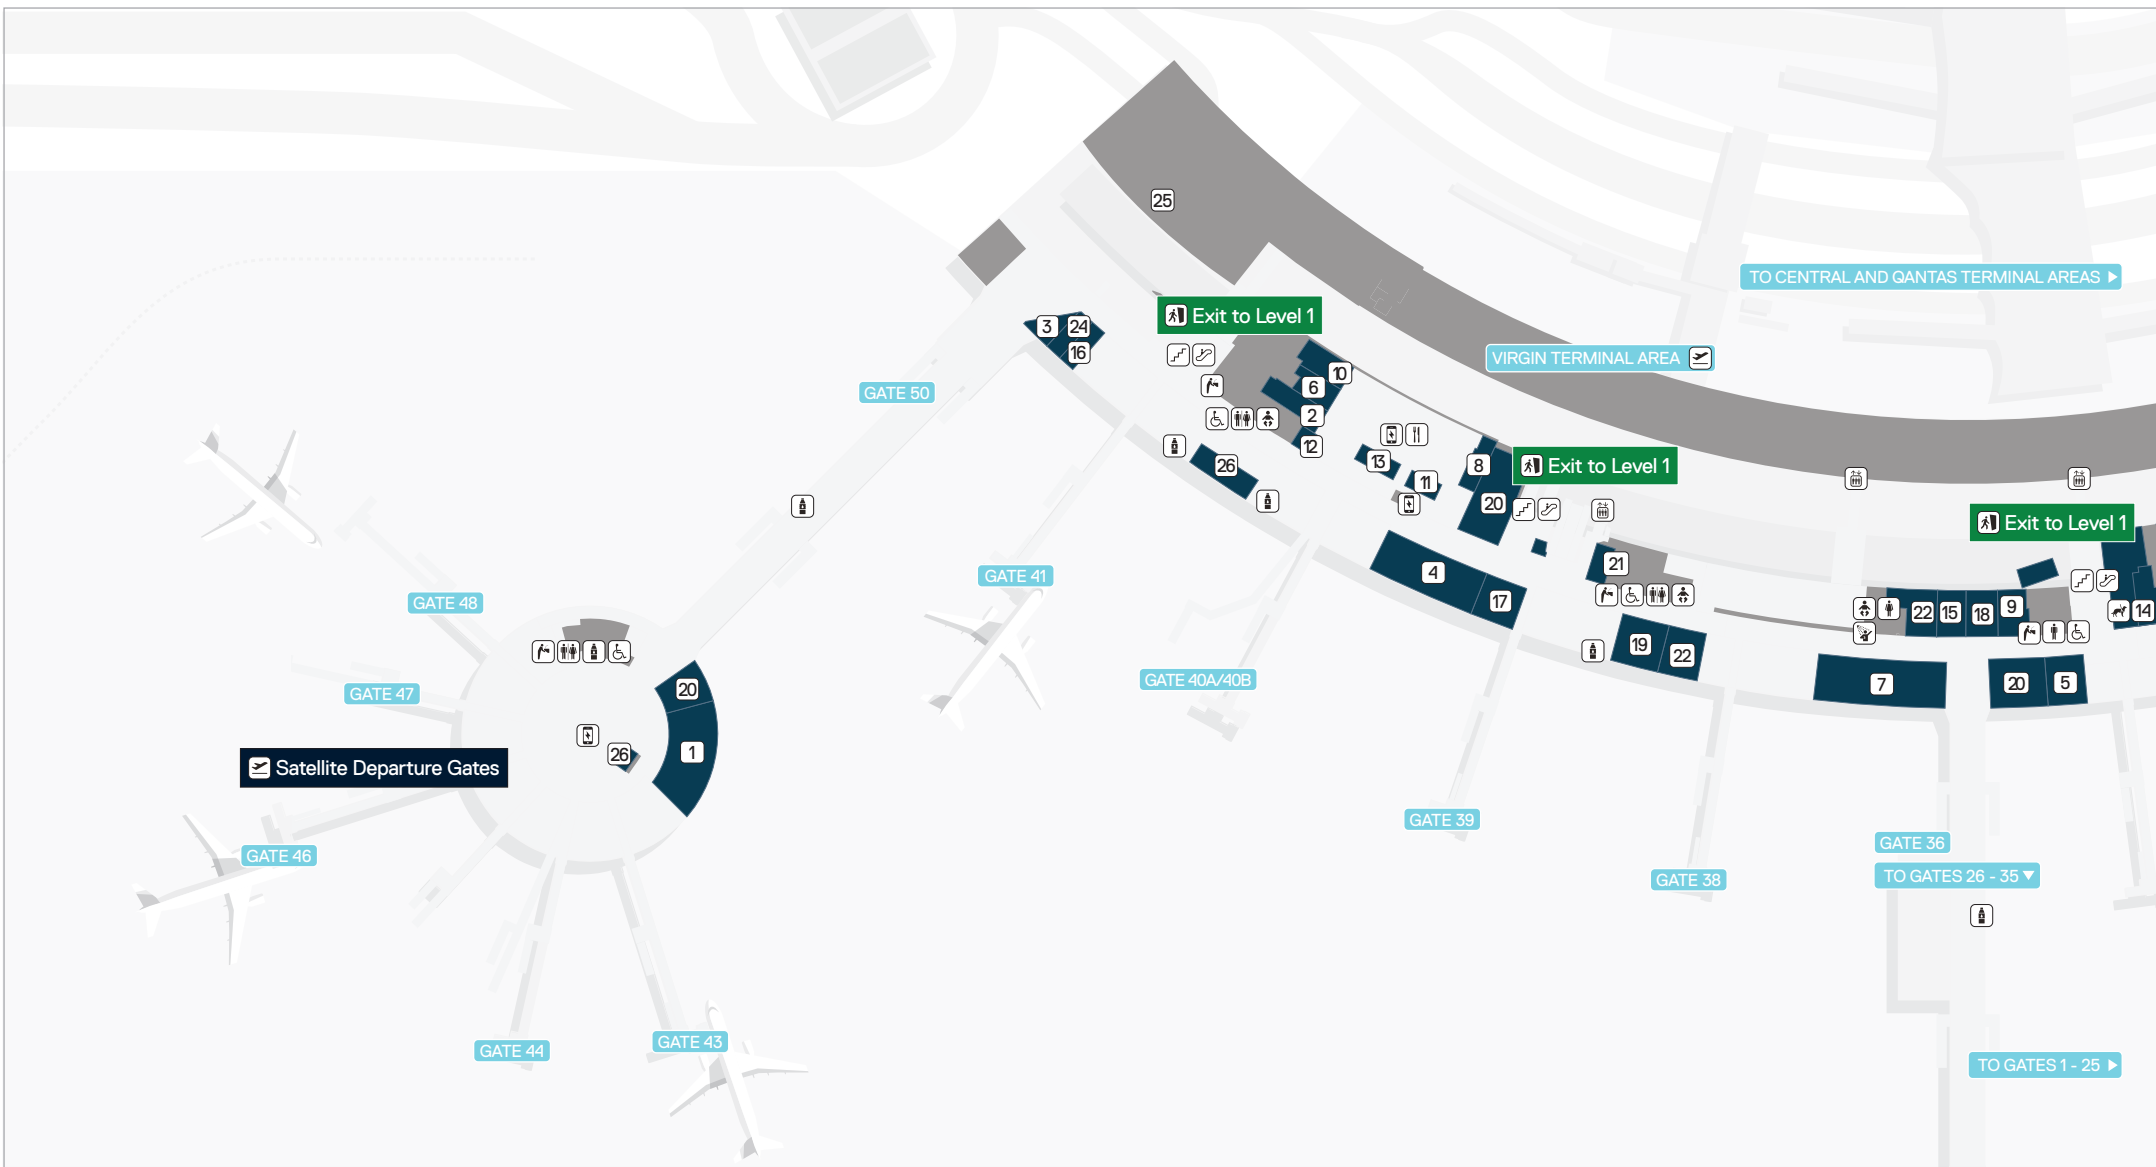 25
TO CENTRAL AND QANTAS TERMINAL AREAS
Exit to Level 1
3
24
16
VIRGIN TERMINAL AREA
10
6
2
12
GATE 50
26
13
11
8
20
Exit to Level 1
Exit to Level 1
4
17
21
GATE 41
GATE 48
22
15
18
9
14
19
22
7
20
5
GATE 40A/40B
GATE 47
20
1
26
Satellite Departure Gates
GATE 39
GATE 36
GATE 46
TO GATES 26 - 35
GATE 38
GATE 44
GATE 43
TO GATES 1 - 25